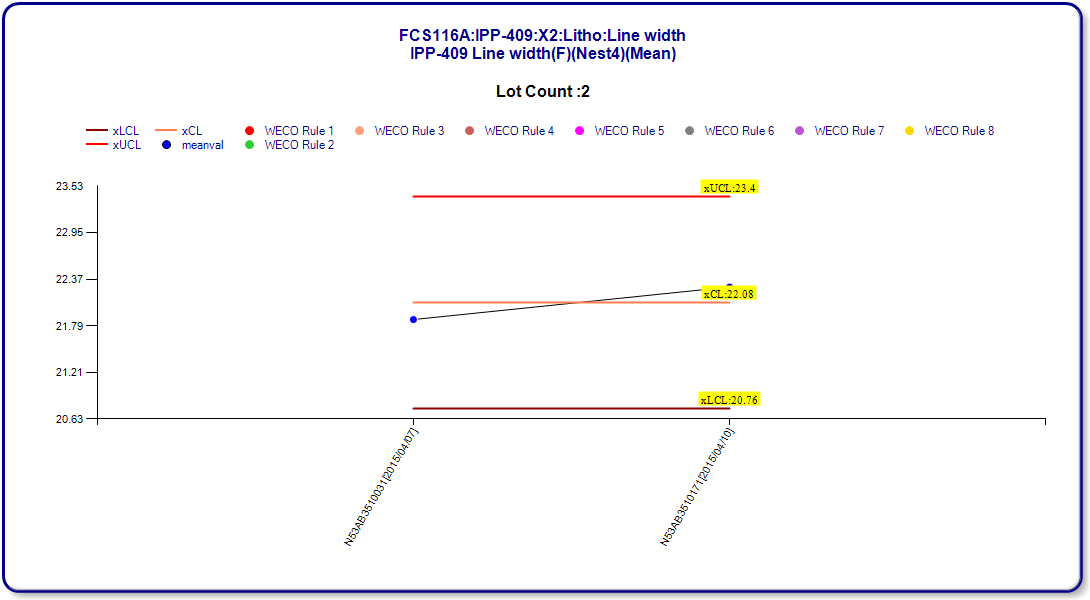 FCS116A:IPP-409:X2:Litho:Line width
IPP-409 Line width(F)(Nest4)(Mean)
Lot Count :2
xLCL xCL WECO Rule 1 WECO Rule 3 WECO Rule 4 WECO Rule 5 WECO Rule 6 WECO Rule 7 WECO Rule 8
xUCL meanval WECO Rule 2
23.53
xUCL:23.4
22.95
22.37
xCL:22.08
21.79
21.21
xLCL:20.76
20.63
N53AB3510031[2015/04/07]
N53AB3510171[2015/04/10]